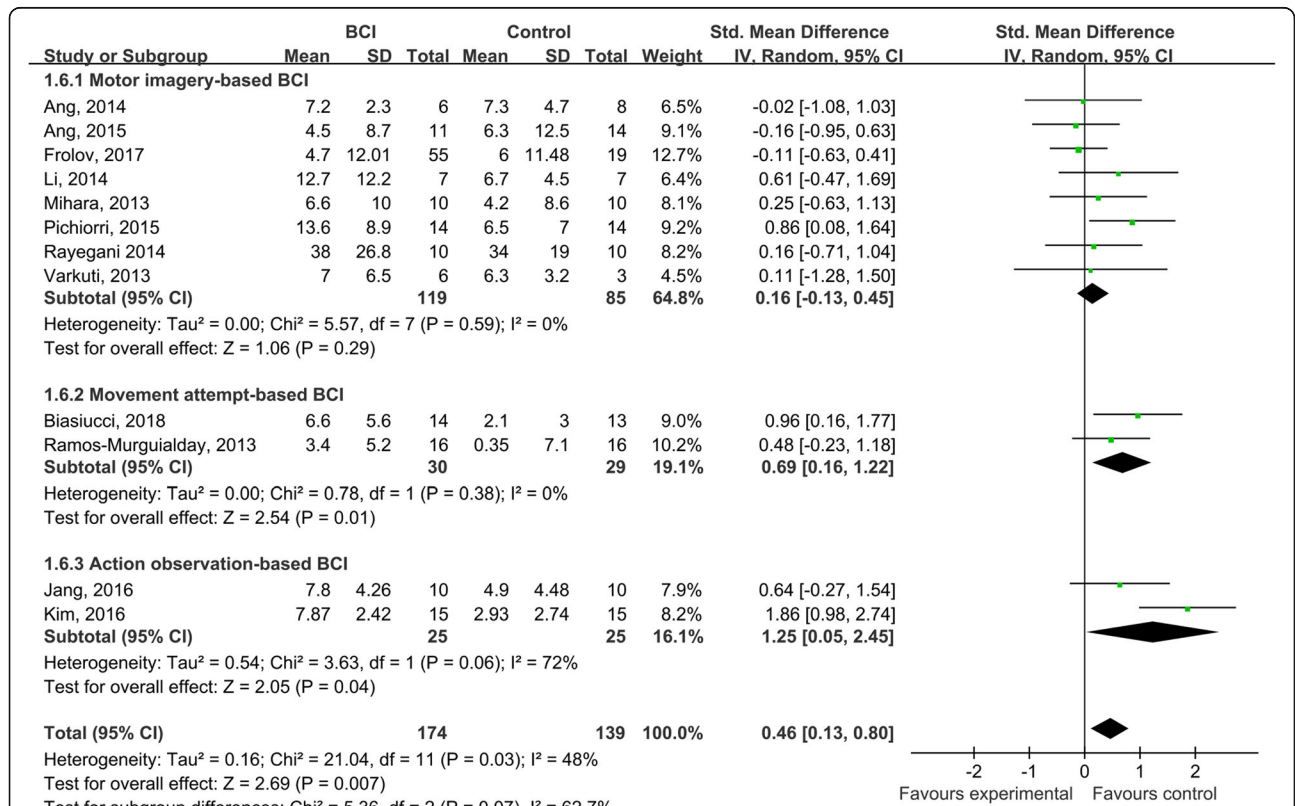 BCI Control Std. Mean Difference Std. Mean Difference
Study or Subgroup Mean SD Total Mean SD Total Weight IV, Random, 95% CI IV, Random, 95% CI
1.6.1 Motor imagery-based BCI
Ang, 2014 7.2 2.3 6 7.3 4.7 8 6.5% -0.02 [-1.08, 1.03]
Ang, 2015 4.5 8.7 11 6.3 12.5 14 9.1% -0.16 [-0.95, 0.63]
Frolov, 2017 4.7 12.01 55 6 11.48 19 12.7% -0.11 [-0.63, 0.41]
Li, 2014 12.7 12.2 7 6.7 4.5 7 6.4% 0.61 [-0.47, 1.69]
Mihara, 2013 6.6 10 10 4.2 8.6 10 8.1% 0.25 [-0.63, 1.13]
Pichiorri, 2015 13.6 8.9 14 6.5 7 14 9.2% 0.86 [0.08, 1.64]
Rayegani 2014 38 26.8 10 34 19 10 8.2% 0.16 [-0.71, 1.04]
Varkuti, 2013 7 6.5 6 6.3 3.2 3 4.5% 0.11 [-1.28, 1.50]
Subtotal (95% CI) 119 85 64.8% 0.16 [-0.13, 0.45]
Heterogeneity: Tau² = 0.00; Chi² = 5.57, df = 7 (P = 0.59); I² = 0%
Test for overall effect: Z = 1.06 (P = 0.29)
1.6.2 Movement attempt-based BCI
Biasiucci, 2018 6.6 5.6 14 2.1 3 13 9.0% 0.96 [0.16, 1.77]
Ramos-Murguialday, 2013 3.4 5.2 16 0.35 7.1 16 10.2% 0.48 [-0.23, 1.18]
Subtotal (95% CI) 30 29 19.1% 0.69 [0.16, 1.22]
Heterogeneity: Tau² = 0.00; Chi² = 0.78, df = 1 (P = 0.38); I² = 0%
Test for overall effect: Z = 2.54 (P = 0.01)
1.6.3 Action observation-based BCI
Jang, 2016 7.8 4.26 10 4.9 4.48 10 7.9% 0.64 [-0.27, 1.54]
Kim, 2016 7.87 2.42 15 2.93 2.74 15 8.2% 1.86 [0.98, 2.74]
Subtotal (95% CI) 25 25 16.1% 1.25 [0.05, 2.45]
Heterogeneity: Tau² = 0.54; Chi² = 3.63, df = 1 (P = 0.06); I² = 72%
Test for overall effect: Z = 2.05 (P = 0.04)
Total (95% CI) 174 139 100.0% 0.46 [0.13, 0.80]
Heterogeneity: Tau² = 0.16; Chi² = 21.04, df = 11 (P = 0.03); I² = 48%
Test for overall effect: Z = 2.69 (P = 0.007)
Test for subgroup differences: Chi² = 5.36, df = 2 (P = 0.07), I² = 62.7%
-2 -1 0 1 2
Favours experimental Favours control